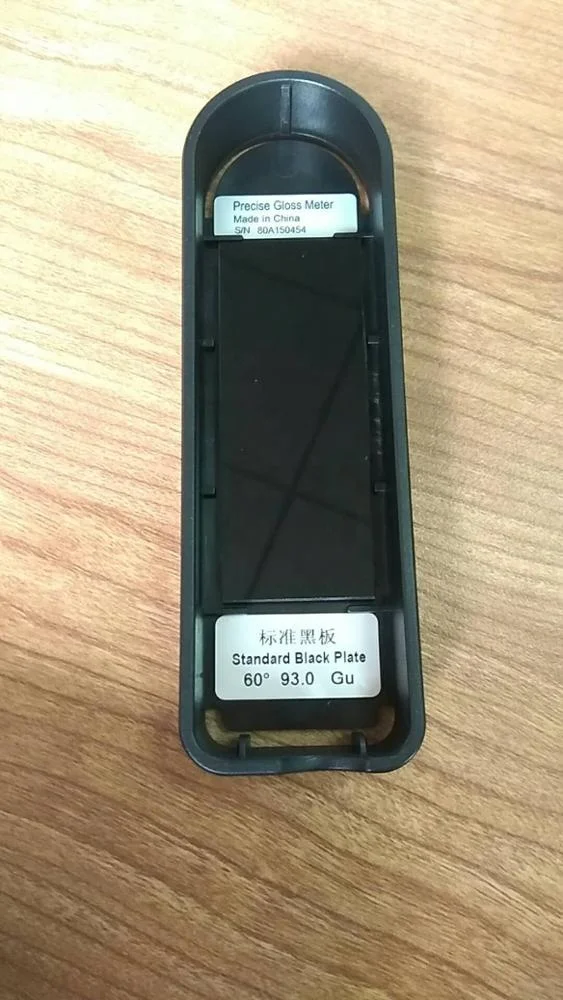 Precise Gloss Meter
Made in China
S/N 80A150454
标准黑板
Standard Black Plate
60° 93.0 Gu